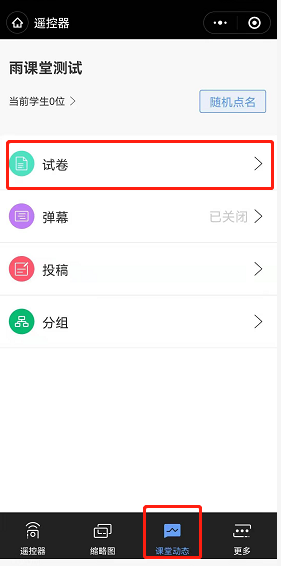 遥控器
雨课堂测试
当前学生0位
随机点名
试卷
弹幕 已关闭
投稿
分组
遥控器 缩略图 课堂动态 更多